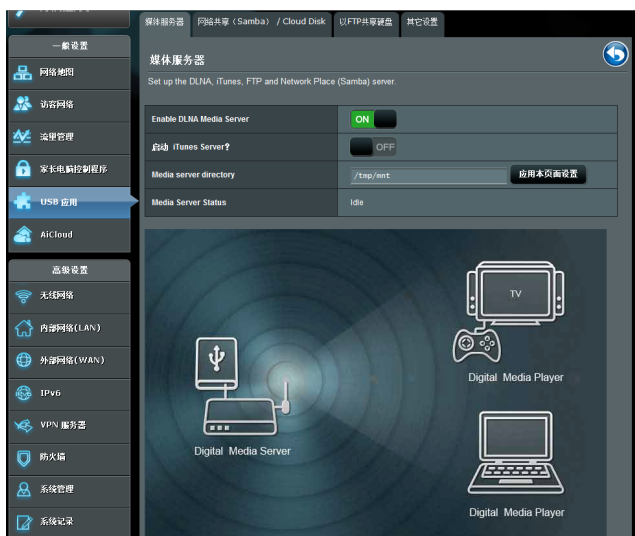 媒体服务器
网络共享（Samba）/ Cloud Disk
以FTP共享硬盘
其它设置
一般设置
网络地图
访客网络
流量管理
家长电脑控制程序
USB 应用
AiCloud
高级设置
无线网络
内部网络(LAN)
外部网络(WAN)
IPv6
VPN 服务器
防火墙
系统管理
系统记录
媒体服务器
Set up the DLNA, iTunes, FTP and Network Place (Samba) server.
Enable DLNA Media Server
ON
启动 iTunes Server?
OFF
Media server directory
/tmp/mnt
应用本页面设置
Media Server Status
Idle
TV
Digital Media Player
Digital Media Server
Digital Media Player